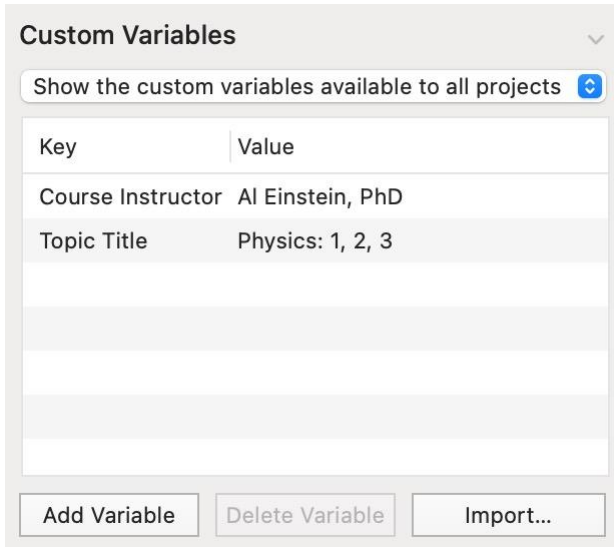 Custom Variables
Show the custom variables available to all projects
Key Value
Course Instructor Al Einstein, PhD
Topic Title Physics: 1, 2, 3
Add Variable Delete Variable Import...